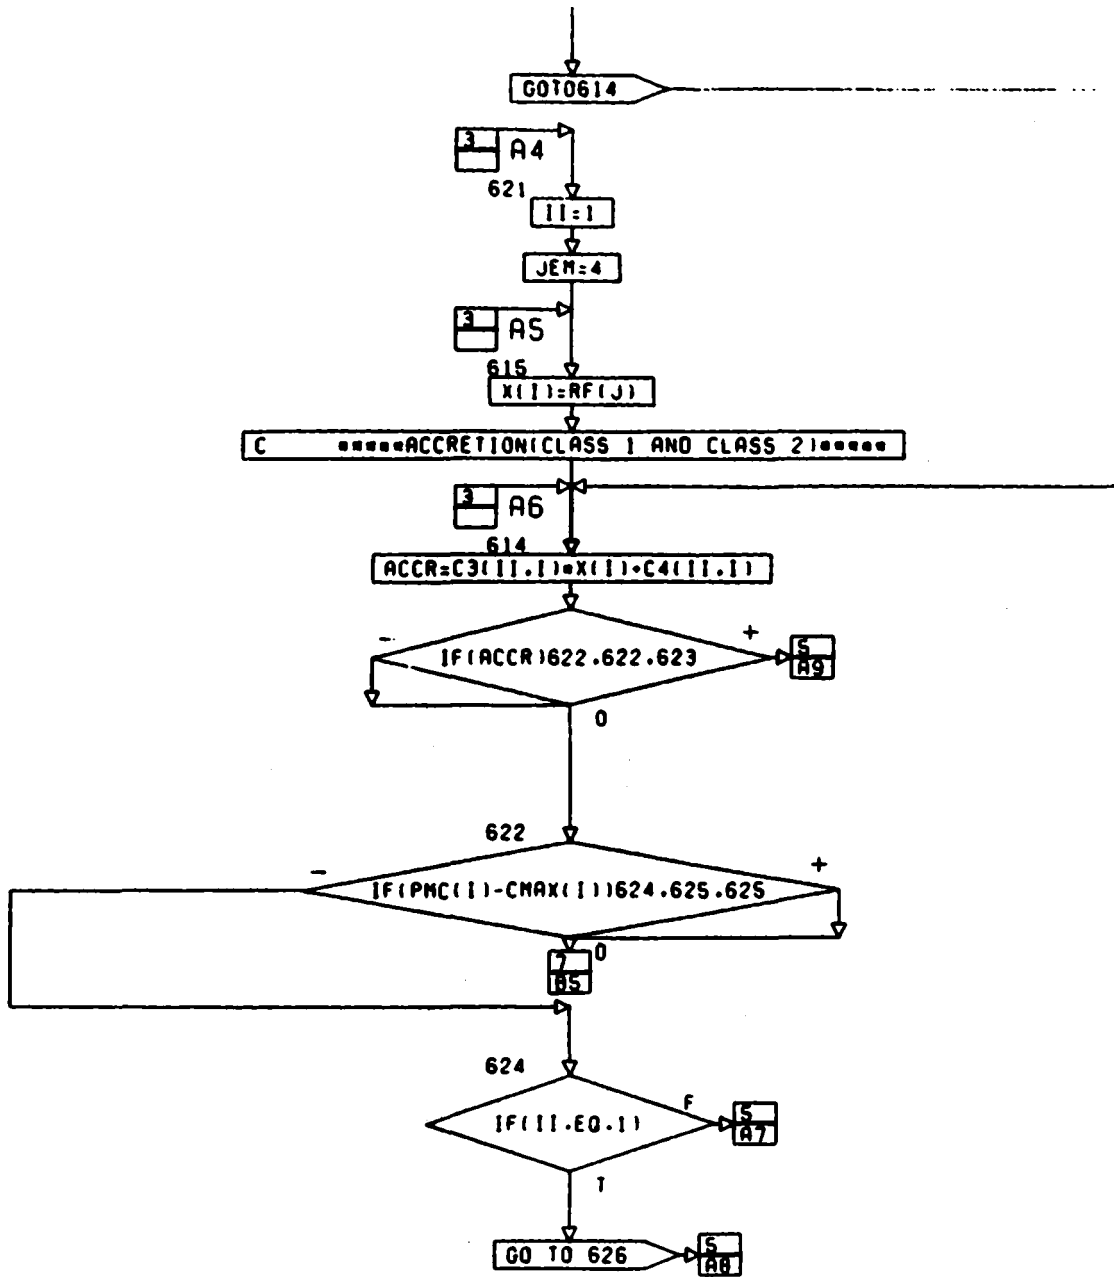 GOTO614
3
A4
621
II=1
JEM=4
3
A5
615
X(I)=RF(J)
C *****ACCRETION(CLASS 1 AND CLASS 2)*****
3
A6
614
ACCR=C3(II,I)*X(I)+C4(II,I)
- +
IF(ACCR)622,622,623
5
A9
0
622
- +
IF(PMC(I)-CMAX(I))624,625,625
0
7
B5
624
F
IF(II.EQ.I)
5
A7
T
GO TO 626
5
A8